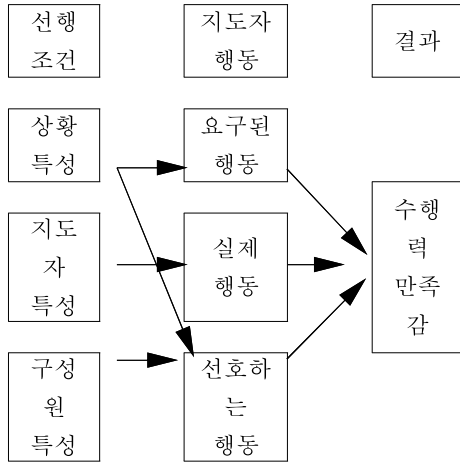 선행
조건
지도자
행동
결과
상황
특성
요구된
행동
지도
자
특성
실제
행동
수행
력
만족
감
구성
원
특성
선호하
는
행동